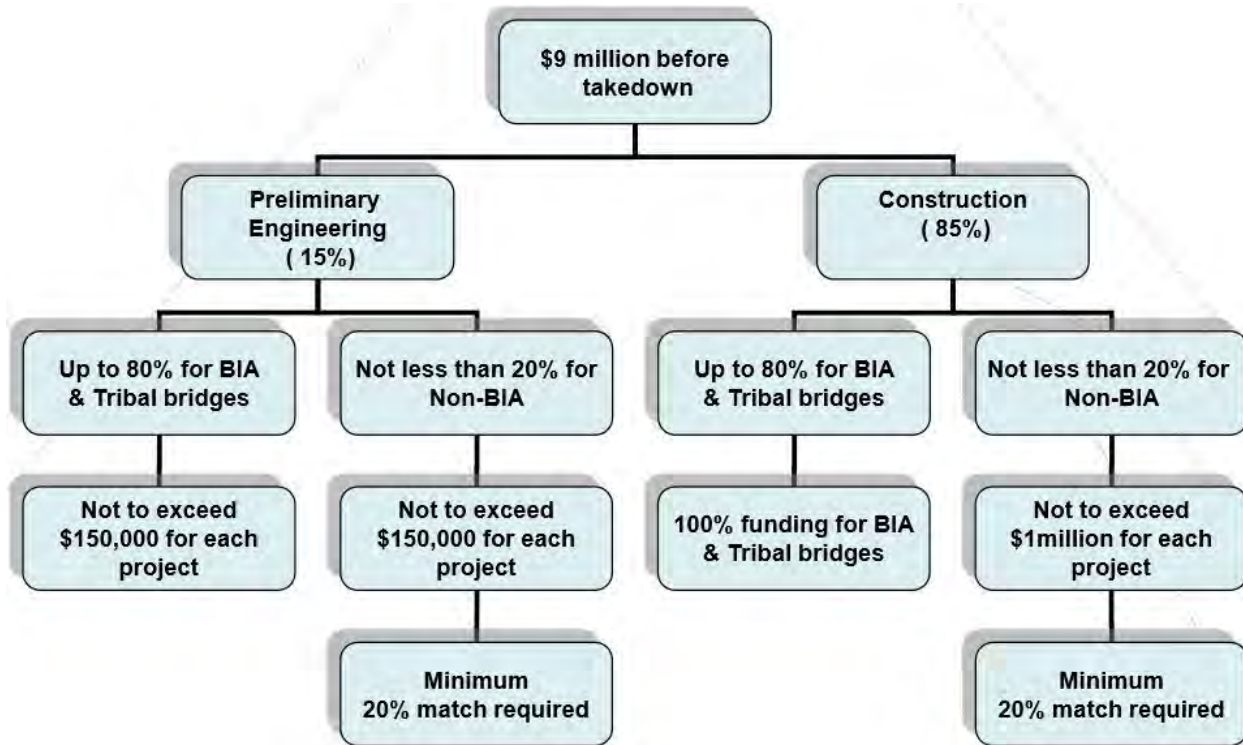 $9 million before
takedown
Preliminary
Engineering
( 15%)
Construction
( 85%)
Up to 80% for BIA
& Tribal bridges
Not less than 20% for
Non-BIA
Up to 80% for BIA
& Tribal bridges
Not less than 20% for
Non-BIA
Not to exceed
$150,000 for each
project
Not to exceed
$150,000 for each
project
100% funding for BIA
& Tribal bridges
Not to exceed
$1million for each
project
Minimum
20% match required
Minimum
20% match required